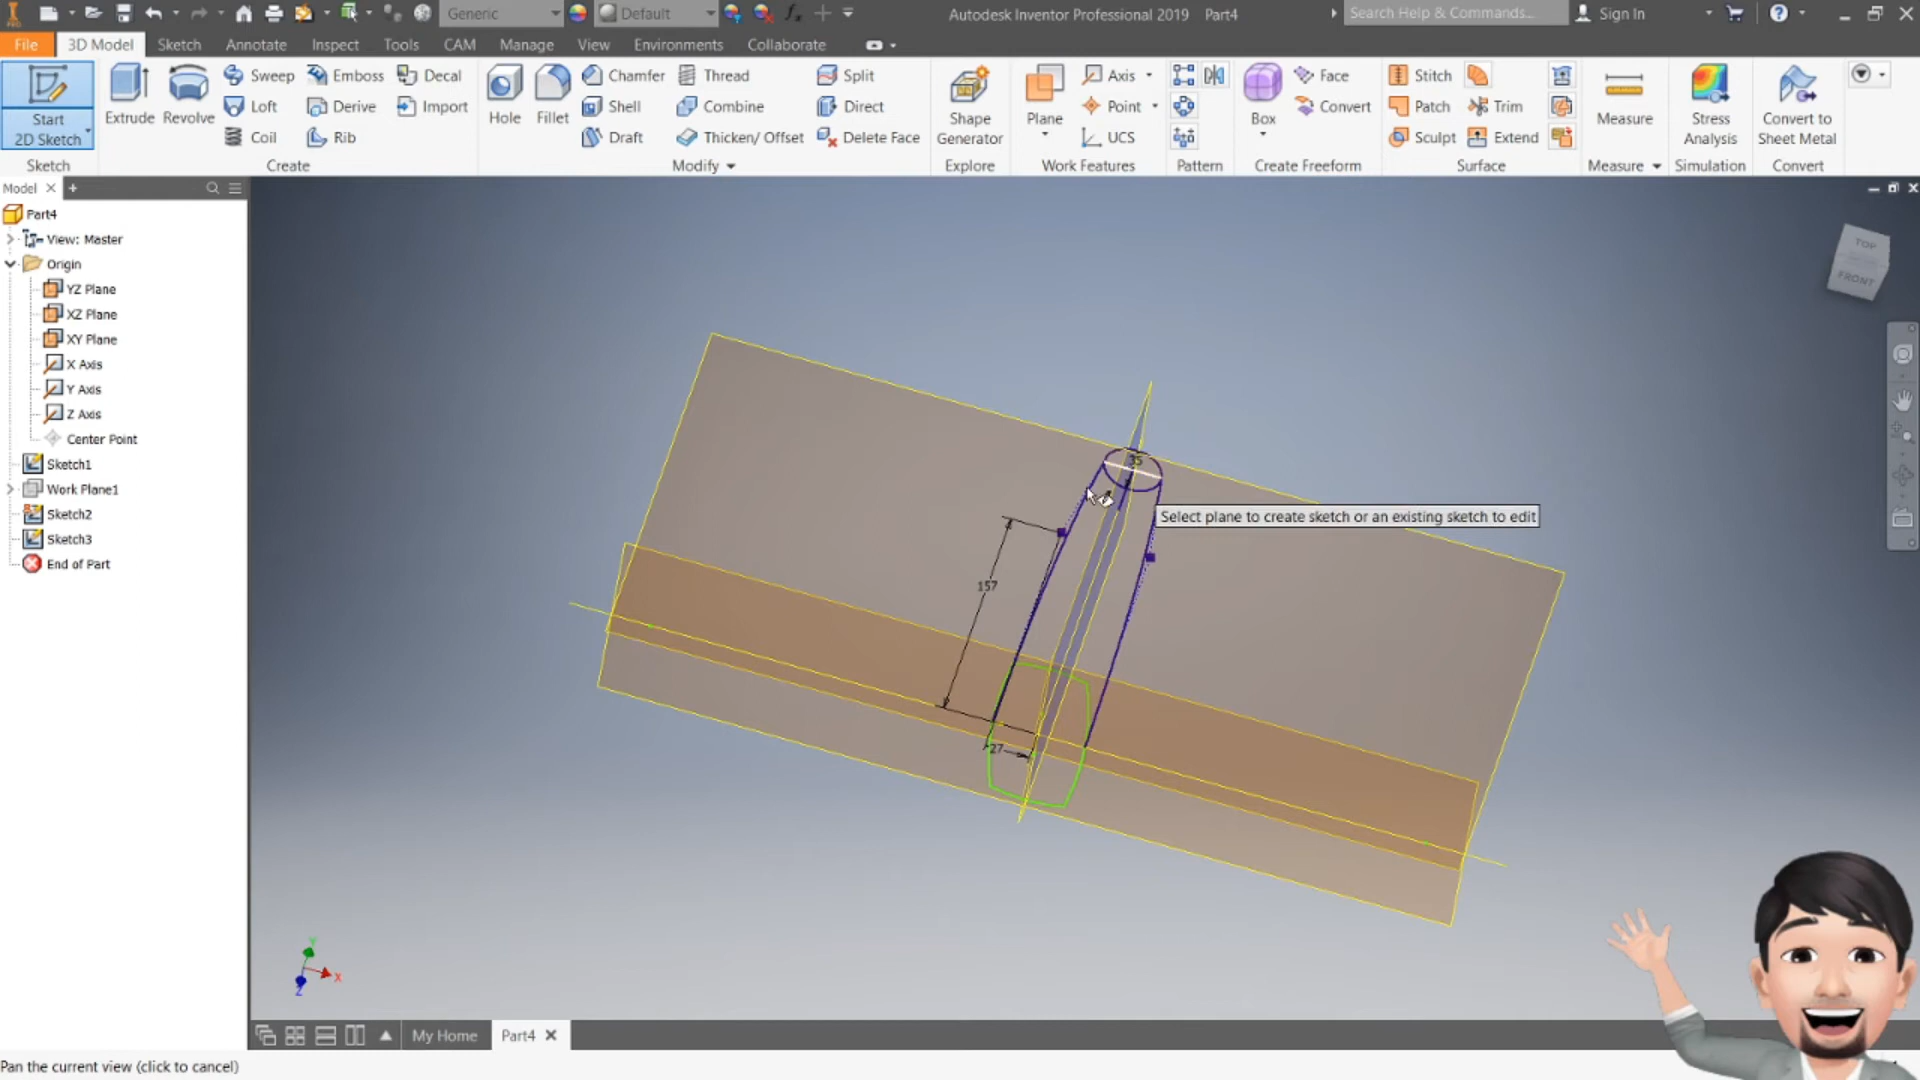 Generic
Default
Autodesk Inventor Professional 2019 Part4
Search Help & Commands...
Sign In
File 3D Model Sketch Annotate Inspect Tools CAM Manage View Environments Collaborate
Start
2D Sketch
Sketch
Extrude Revolve
Sweep Emboss Decal
Loft Derive Import
Coil Rib
Create
Hole Fillet
Chamfer Thread Split
Shell Combine Direct
Draft Thicken/ Offset Delete Face
Modify
Shape
Generator
Explore
Plane
Axis
Point
UCS
Work Features
Pattern
Box
Face
Convert
Create Freeform
Stitch
Patch Trim
Sculpt Extend
Surface
Measure
Measure
Stress
Analysis
Simulation
Convert to
Sheet Metal
Convert
Model
Part4
View: Master
Origin
YZ Plane
XZ Plane
XY Plane
X Axis
Y Axis
Z Axis
Center Point
Sketch1
Work Plane1
Sketch2
Sketch3
End of Part
TOP
FRONT
35
Select plane to create sketch or an existing sketch to edit
157
27
Y
X
Z
My Home Part4
Pan the current view (click to cancel)